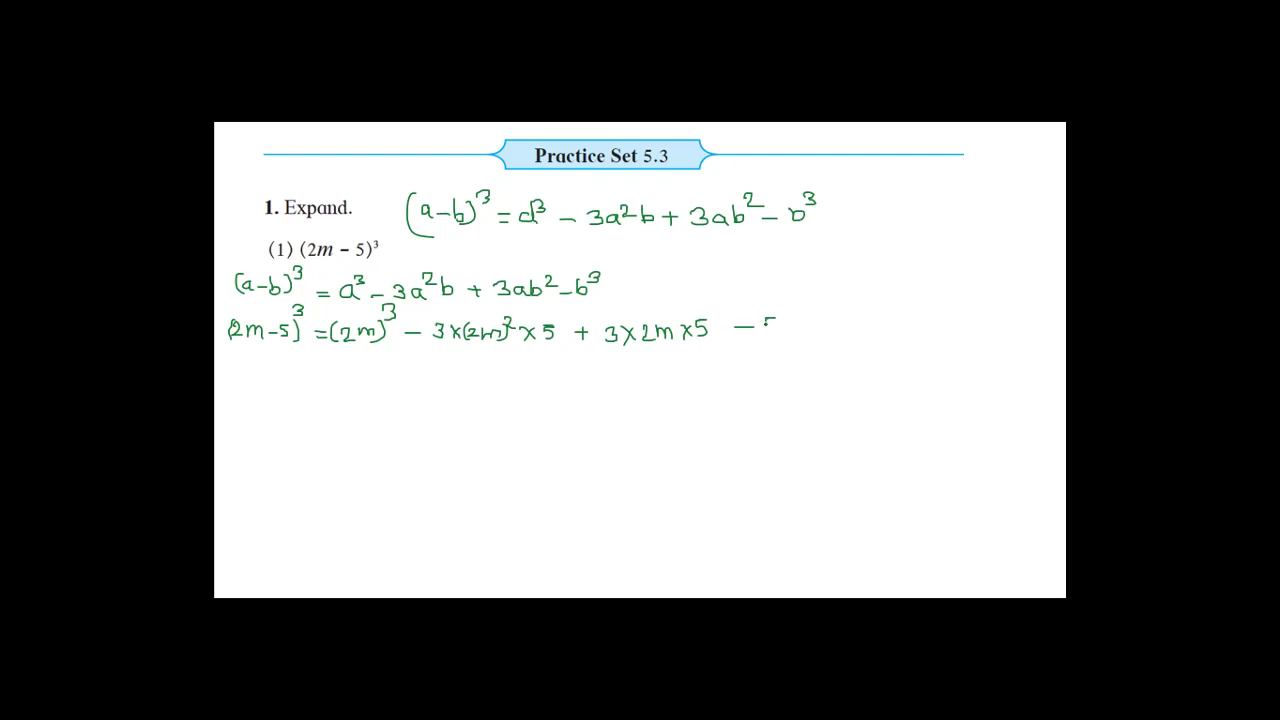 Practice Set 5.3
1. Expand. (a-b)³ = a³ - 3a²b + 3ab² - b³
(1) (2m - 5)³
(a-b)³ = a³ - 3a²b + 3ab² - b³
(2m-5)³ = (2m)³ - 3×(2m)²×5 + 3×2m×5 -